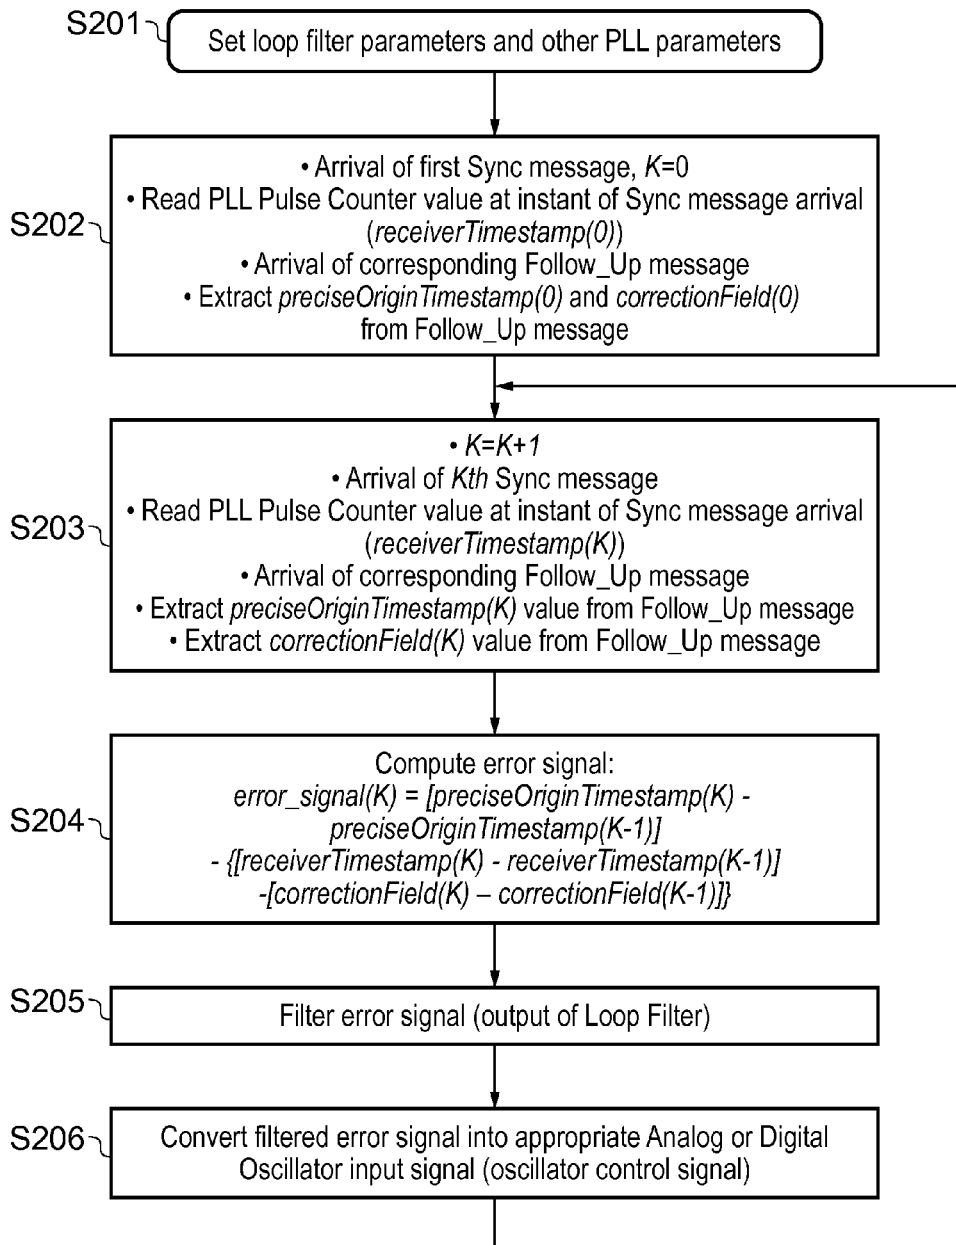 S201
Set loop filter parameters and other PLL parameters
S202
• Arrival of first Sync message, K=0
• Read PLL Pulse Counter value at instant of Sync message arrival
(receiverTimestamp(0))
• Arrival of corresponding Follow_Up message
• Extract preciseOriginTimestamp(0) and correctionField(0)
from Follow_Up message
S203
• K=K+1
• Arrival of Kth Sync message
• Read PLL Pulse Counter value at instant of Sync message arrival
(receiverTimestamp(K))
• Arrival of corresponding Follow_Up message
• Extract preciseOriginTimestamp(K) value from Follow_Up message
• Extract correctionField(K) value from Follow_Up message
S204
Compute error signal:
error_signal(K) = [preciseOriginTimestamp(K) -
preciseOriginTimestamp(K-1)]
- {[receiverTimestamp(K) - receiverTimestamp(K-1)]
-[correctionField(K) – correctionField(K-1)]}
S205
Filter error signal (output of Loop Filter)
S206
Convert filtered error signal into appropriate Analog or Digital
Oscillator input signal (oscillator control signal)